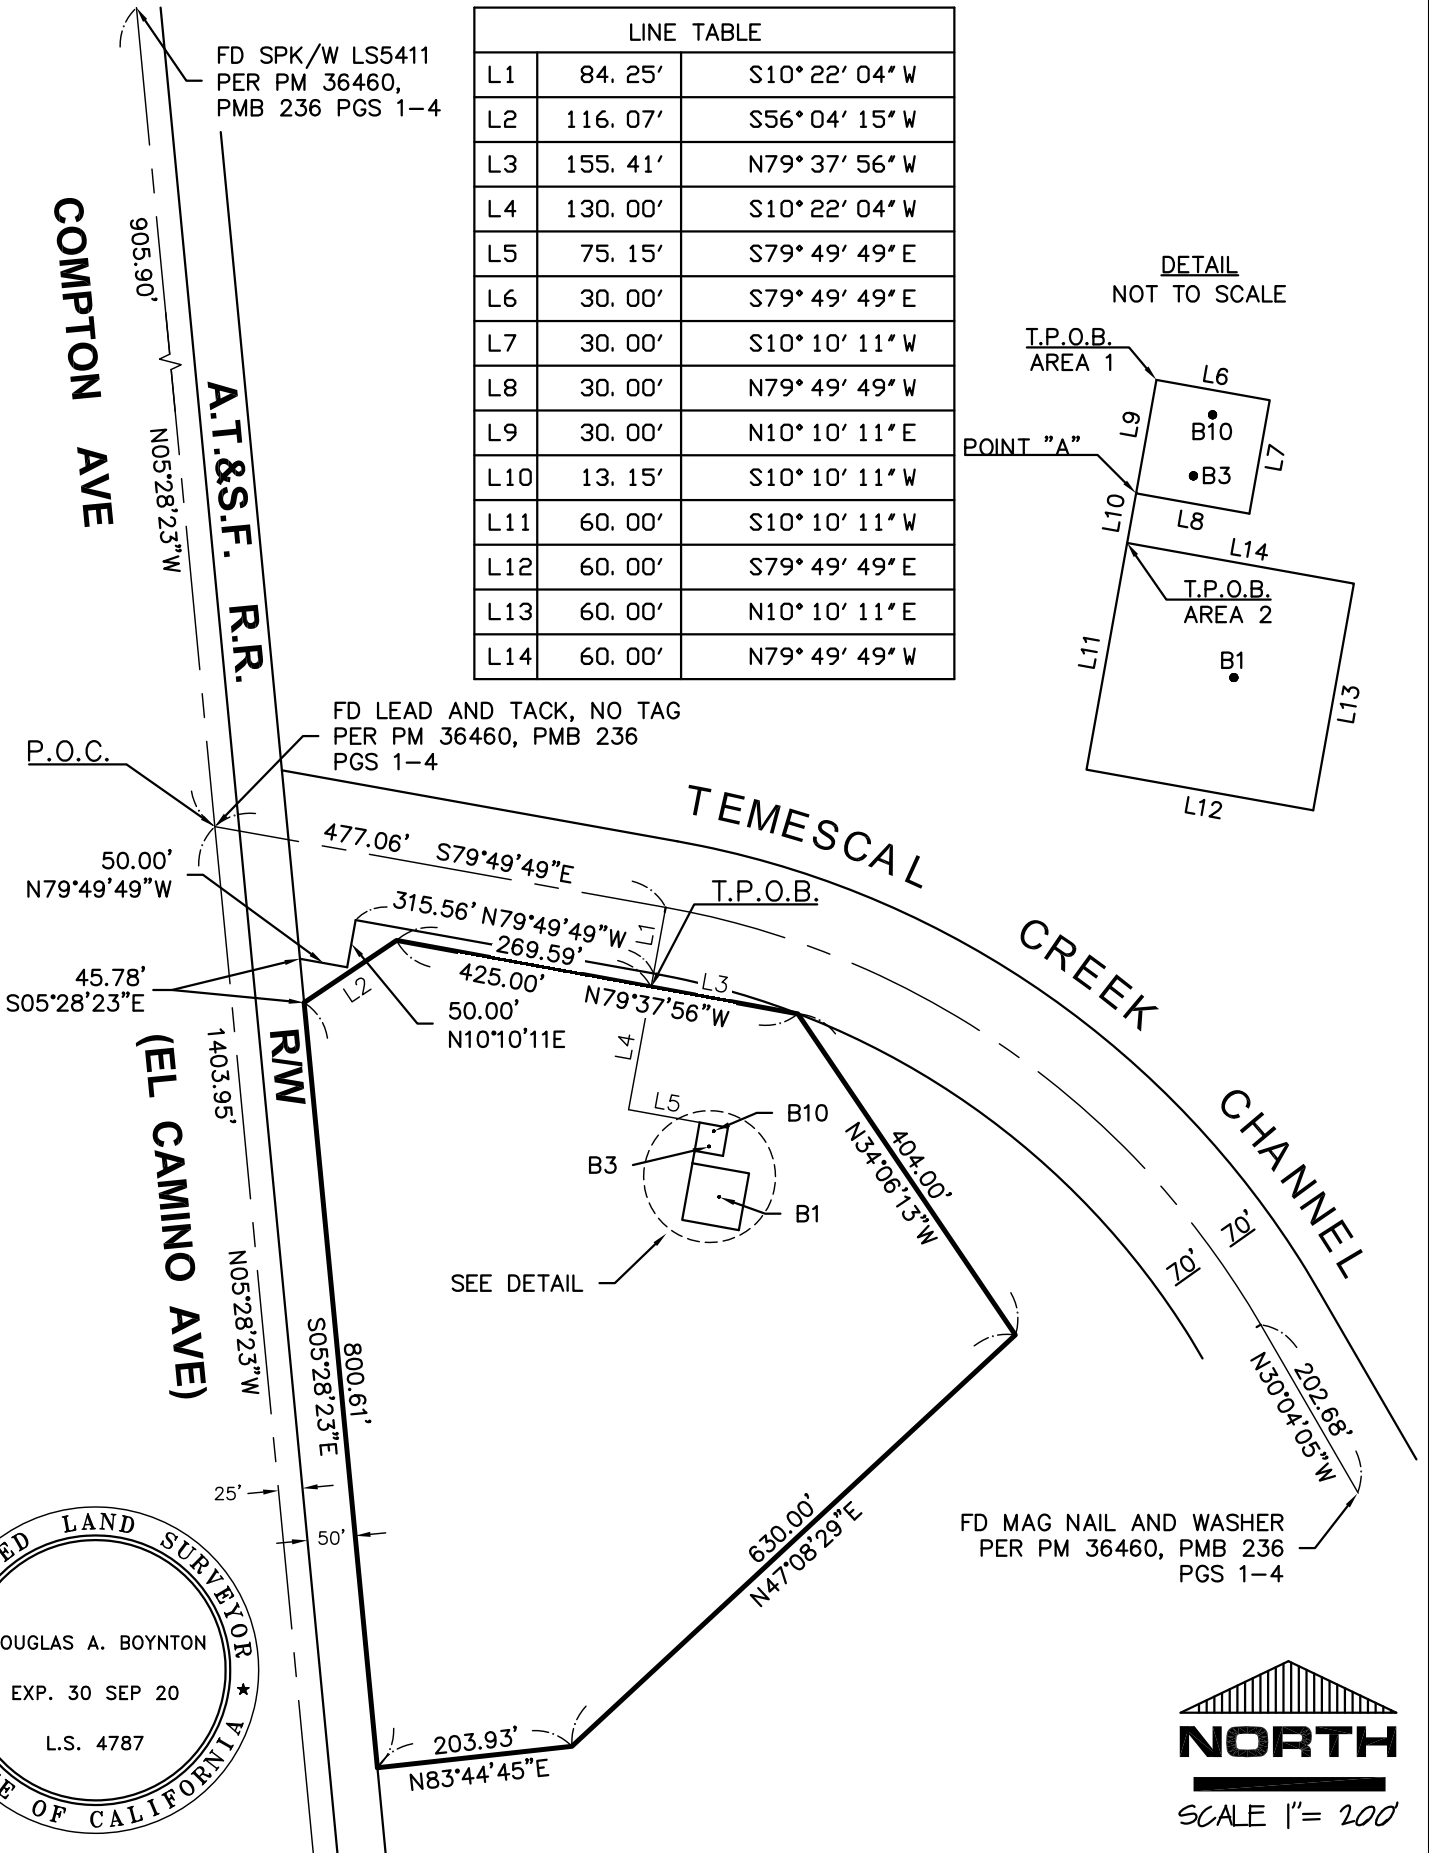 FD SPK/W LS5411
PER PM 36460,
PMB 236 PGS 1-4
LINE TABLE
L1 84.25' S10°22'04"W
L2 116.07' S56°04'15"W
L3 155.41' N79°37'56"W
L4 130.00' S10°22'04"W
L5 75.15' S79°49'49"E
L6 30.00' S79°49'49"E
L7 30.00' S10°10'11"W
L8 30.00' N79°49'49"W
L9 30.00' N10°10'11"E
L10 13.15' S10°10'11"W
L11 60.00' S10°10'11"W
L12 60.00' S79°49'49"E
L13 60.00' N10°10'11"E
L14 60.00' N79°49'49"W
DETAIL
NOT TO SCALE
T.P.O.B.
AREA 1
L6
L9
B10
L7
POINT "A"
B3
L10
L8
L14
T.P.O.B.
AREA 2
L11
B1
L13
L12
COMPTON AVE
905.90'
N05°28'23"W
A.T.&S.F. R.R.
FD LEAD AND TACK, NO TAG
PER PM 36460, PMB 236
PGS 1-4
P.O.C.
TEMESCAL CREEK CHANNEL
477.06' S79°49'49"E
50.00'
N79°49'49"W
T.P.O.B.
315.56' N79°49'49"W
L1
269.59'
425.00'
L3
N79°37'56"W
45.78'
S05°28'23"E
L2
50.00'
N10°10'11E
R/W
L4
L5
B10
B3
B1
SEE DETAIL
404.00'
N34°06'13"W
70'
70'
(EL CAMINO AVE)
1403.95'
N05°28'23"W
800.61'
S05°28'23"E
202.68'
N30°04'05"W
25'
50'
630.00'
N47°08'29"E
FD MAG NAIL AND WASHER
PER PM 36460, PMB 236
PGS 1-4
203.93'
N83°44'45"E
ED LAND SURVEYOR
OUGLAS A. BOYNTON
EXP. 30 SEP 20
L.S. 4787
E OF CALIFORNIA ★
NORTH
SCALE 1"= 200'